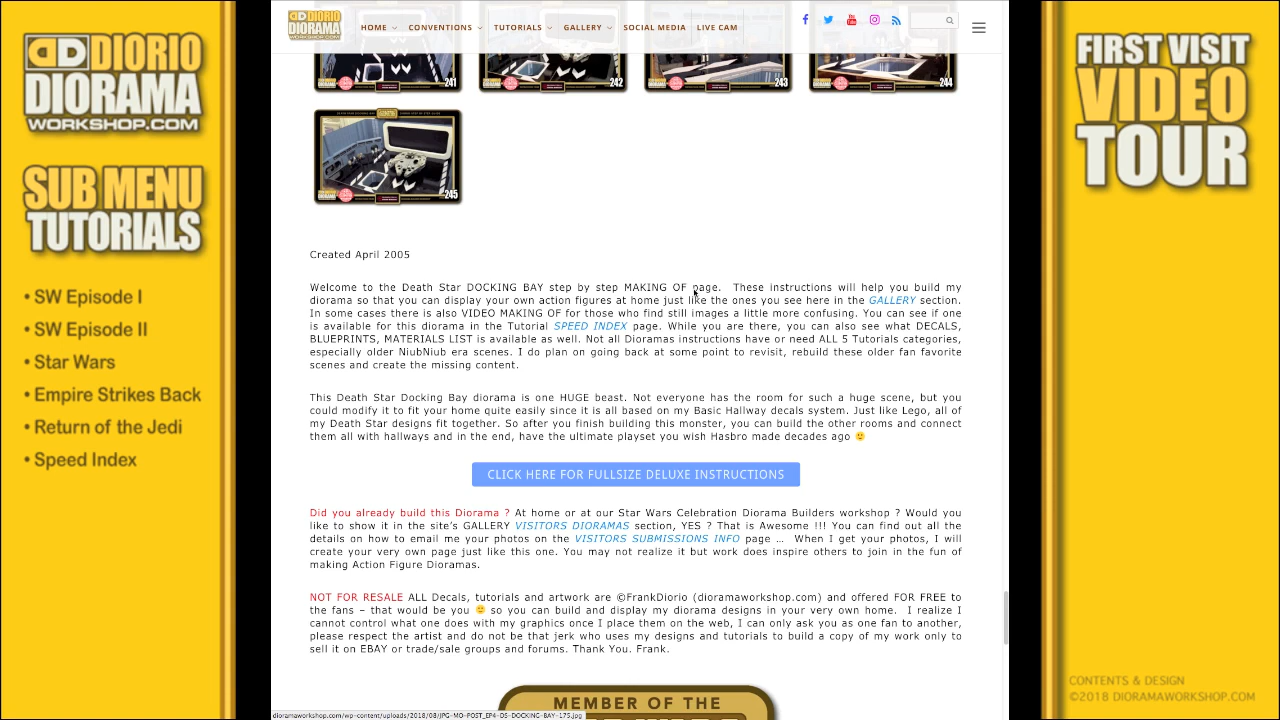 DIORIO
DIORAMA
WORKSHOP.COM
SUB MENU
TUTORIALS
• SW Episode I
• SW Episode II
• Star Wars
• Empire Strikes Back
• Return of the Jedi
• Speed Index
DIORIO
DIORAMA
HOME CONVENTIONS TUTORIALS GALLERY SOCIAL MEDIA LIVE CAM
241 242 243 244
245
Created April 2005
Welcome to the Death Star DOCKING BAY step by step MAKING OF page. These instructions will help you build my
diorama so that you can display your own action figures at home just like the ones you see here in the GALLERY section.
In some cases there is also VIDEO MAKING OF for those who find still images a little more confusing. You can see if one
is available for this diorama in the Tutorial SPEED INDEX page. While you are there, you can also see what DECALS,
BLUEPRINTS, MATERIALS LIST is available as well. Not all Dioramas instructions have or need ALL 5 Tutorials categories,
especially older NiubNiub era scenes. I do plan on going back at some point to revisit, rebuild these older fan favorite
scenes and create the missing content.
This Death Star Docking Bay diorama is one HUGE beast. Not everyone has the room for such a huge scene, but you
could modify it to fit your home quite easily since it is all based on my Basic Hallway decals system. Just like Lego, all of
my Death Star designs fit together. So after you finish building this monster, you can build the other rooms and connect
them all with hallways and in the end, have the ultimate playset you wish Hasbro made decades ago 🙂
CLICK HERE FOR FULLSIZE DELUXE INSTRUCTIONS
Did you already build this Diorama ? At home or at our Star Wars Celebration Diorama Builders workshop ? Would you
like to show it in the site's GALLERY VISITORS DIORAMAS section, YES ? That is Awesome !!! You can find out all the
details on how to email me your photos on the VISITORS SUBMISSIONS INFO page … When I get your photos, I will
create your very own page just like this one. You may not realize it but work does inspire others to join in the fun of
making Action Figure Dioramas.
NOT FOR RESALE ALL Decals, tutorials and artwork are ©FrankDiorio (dioramaworkshop.com) and offered FOR FREE to
the fans – that would be you 🙂 so you can build and display my diorama designs in your very own home. I realize I
cannot control what one does with my graphics once I place them on the web, I can only ask you as one fan to another,
please respect the artist and do not be that jerk who uses my designs and tutorials to build a copy of my work only to
sell it on EBAY or trade/sale groups and forums. Thank You. Frank.
MEMBER OF THE
dioramaworkshop.com/wp-content/uploads/2018/08/JPG-MO-POST_EP4-DS-DOCKING-BAY-175.jpg
FIRST VISIT
VIDEO
TOUR
CONTENTS & DESIGN
©2018 DIORAMAWORKSHOP.COM